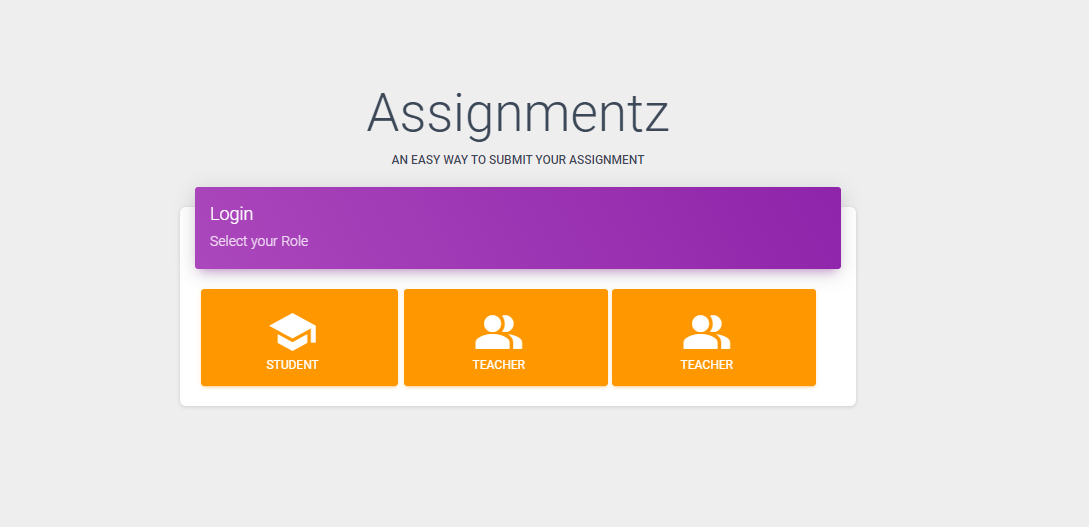 Assignmentz
AN EASY WAY TO SUBMIT YOUR ASSIGNMENT
Login
Select your Role
STUDENT
TEACHER
TEACHER